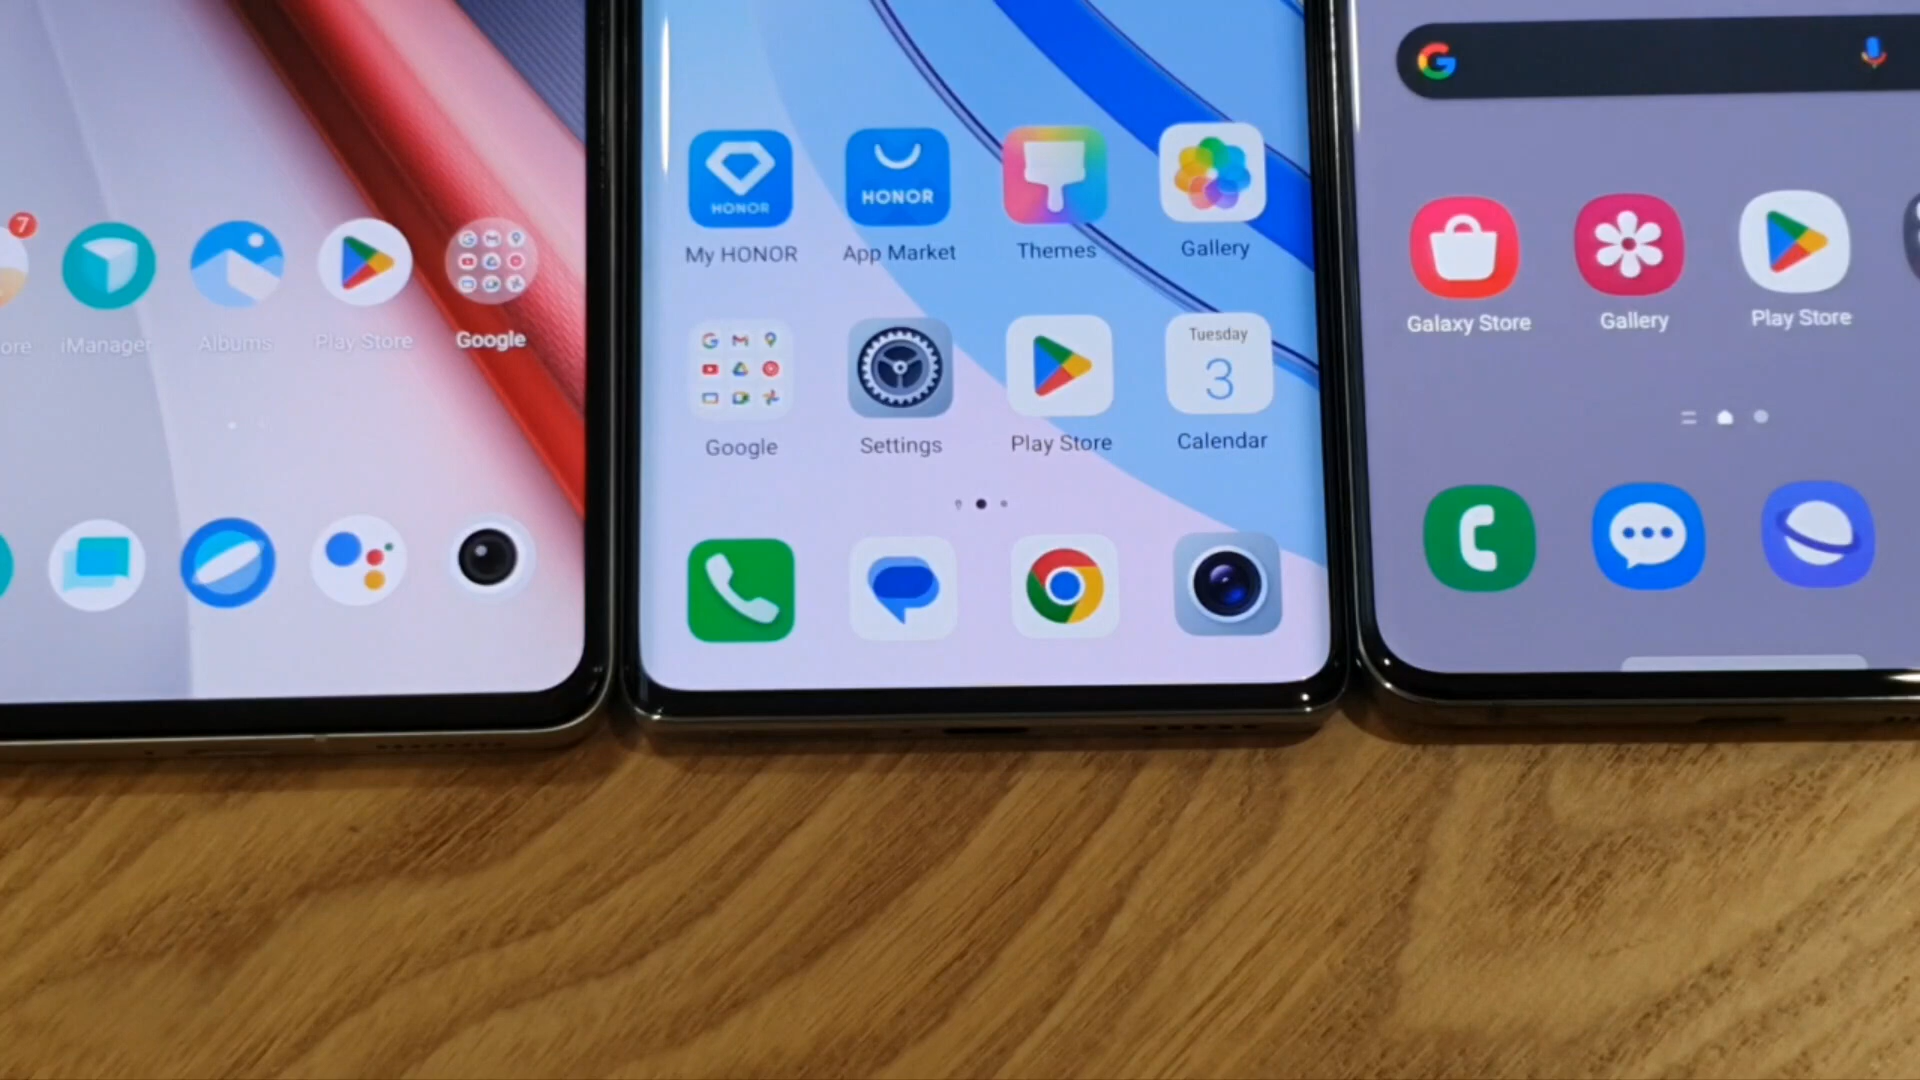 7
ore
iManager
Albums
Play Store
Google
HONOR
My HONOR
HONOR
App Market
Themes
Gallery
Google
Settings
Play Store
Tuesday
3
Calendar
Galaxy Store
Gallery
Play Store